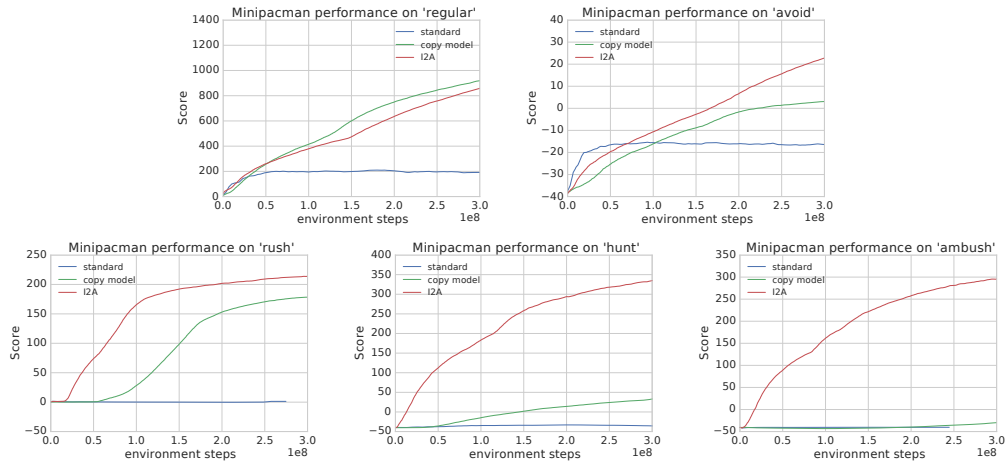 Minipacman performance on 'regular'
1400
1200
1000
800
600
400
200
0
Score
standard
copy model
I2A
0.0 0.5 1.0 1.5 2.0 2.5 3.0
environment steps
1e8
Minipacman performance on 'avoid'
40
30
20
10
0
−10
−20
−30
−40
Score
standard
copy model
I2A
0.0 0.5 1.0 1.5 2.0 2.5 3.0
environment steps
1e8
Minipacman performance on 'rush'
250
200
150
100
50
0
−50
Score
standard
copy model
I2A
0.0 0.5 1.0 1.5 2.0 2.5 3.0
environment steps
1e8
Minipacman performance on 'hunt'
400
350
300
250
200
150
100
50
0
−50
Score
standard
copy model
I2A
0.0 0.5 1.0 1.5 2.0 2.5 3.0
environment steps
1e8
Minipacman performance on 'ambush'
350
300
250
200
150
100
50
0
−50
Score
standard
copy model
I2A
0.0 0.5 1.0 1.5 2.0 2.5 3.0
environment steps
1e8